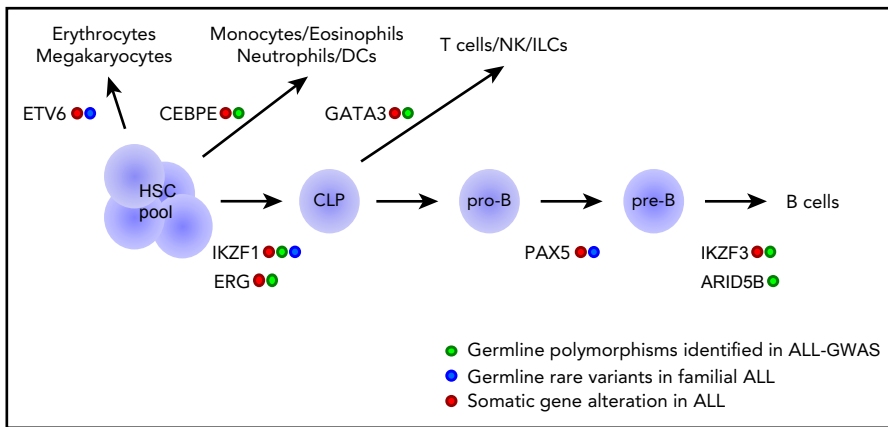 Erythrocytes
Megakaryocytes
Monocytes/Eosinophils
Neutrophils/DCs
T cells/NK/ILCs
ETV6
CEBPE
GATA3
HSC
pool
CLP
pro-B
pre-B
B cells
IKZF1
ERG
PAX5
IKZF3
ARID5B
Germline polymorphisms identified in ALL-GWAS
Germline rare variants in familial ALL
Somatic gene alteration in ALL